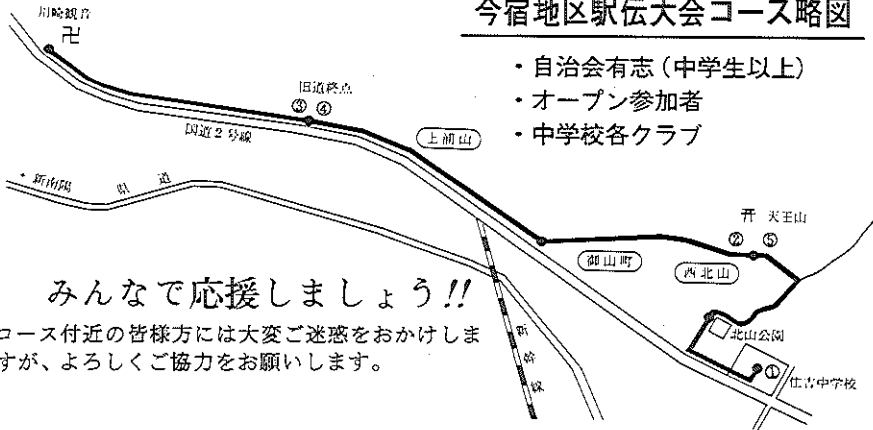 今宿地区駅伝大会コース略図
・自治会有志（中学生以上）
・オープン参加者
・中学校各クラブ
川崎観音
卍
旧道終点
③ ④
国道2号線
上浦山
・新南陽
県道
天王山
② ⑤
御山町
西北山
北山公園
①
住吉中学校
新幹線
みんなで応援しましょう!!
コース付近の皆様方には大変ご迷惑をおかけしま
すが、よろしくご協力をお願いします。